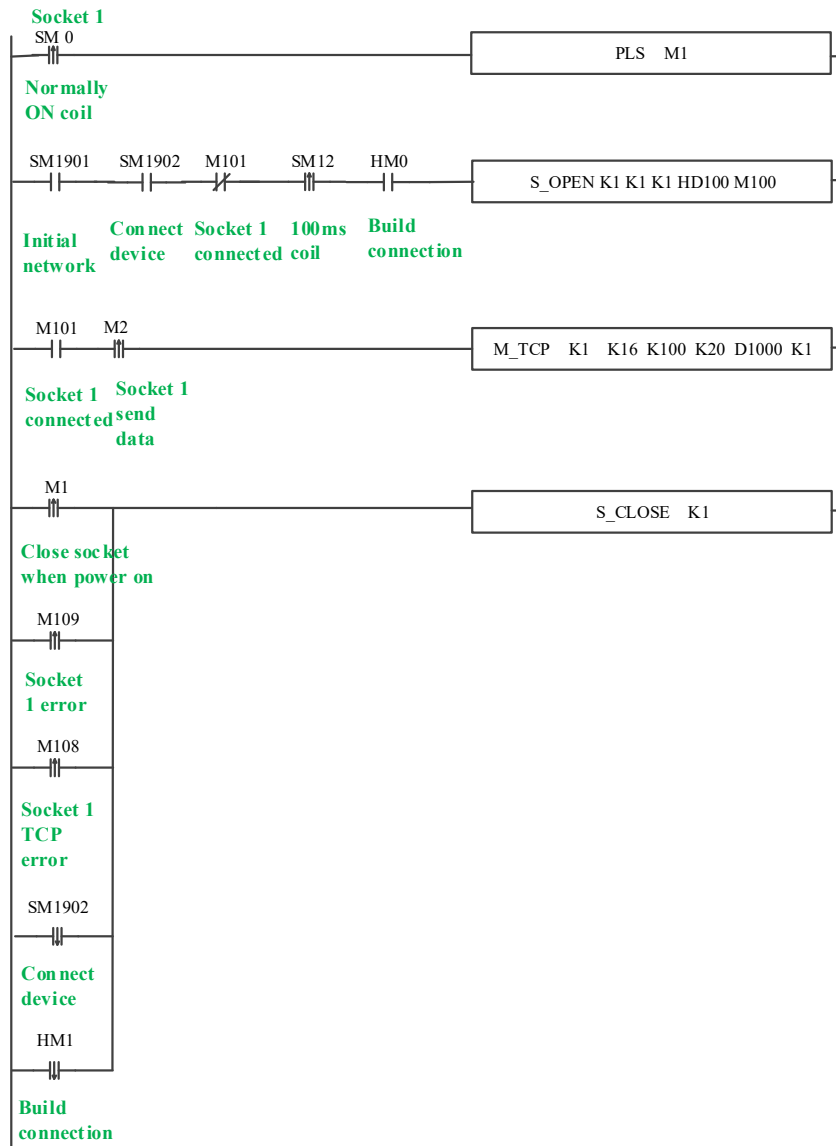 Socket 1
SM 0
PLS M1
Normally
ON coil
SM1901 SM1902 M101 SM12 HM0
S_OPEN K1 K1 K1 HD100 M100
Initial
network
Connect
device
Socket 1
connected
100ms
coil
Build
connection
M101 M2
M_TCP K1 K16 K100 K20 D1000 K1
Socket 1
connected
Socket 1
send
data
M1
S_CLOSE K1
Close socket
when power on
M109
Socket
1 error
M108
Socket 1
TCP
error
SM1902
Connect
device
HM1
Build
connection